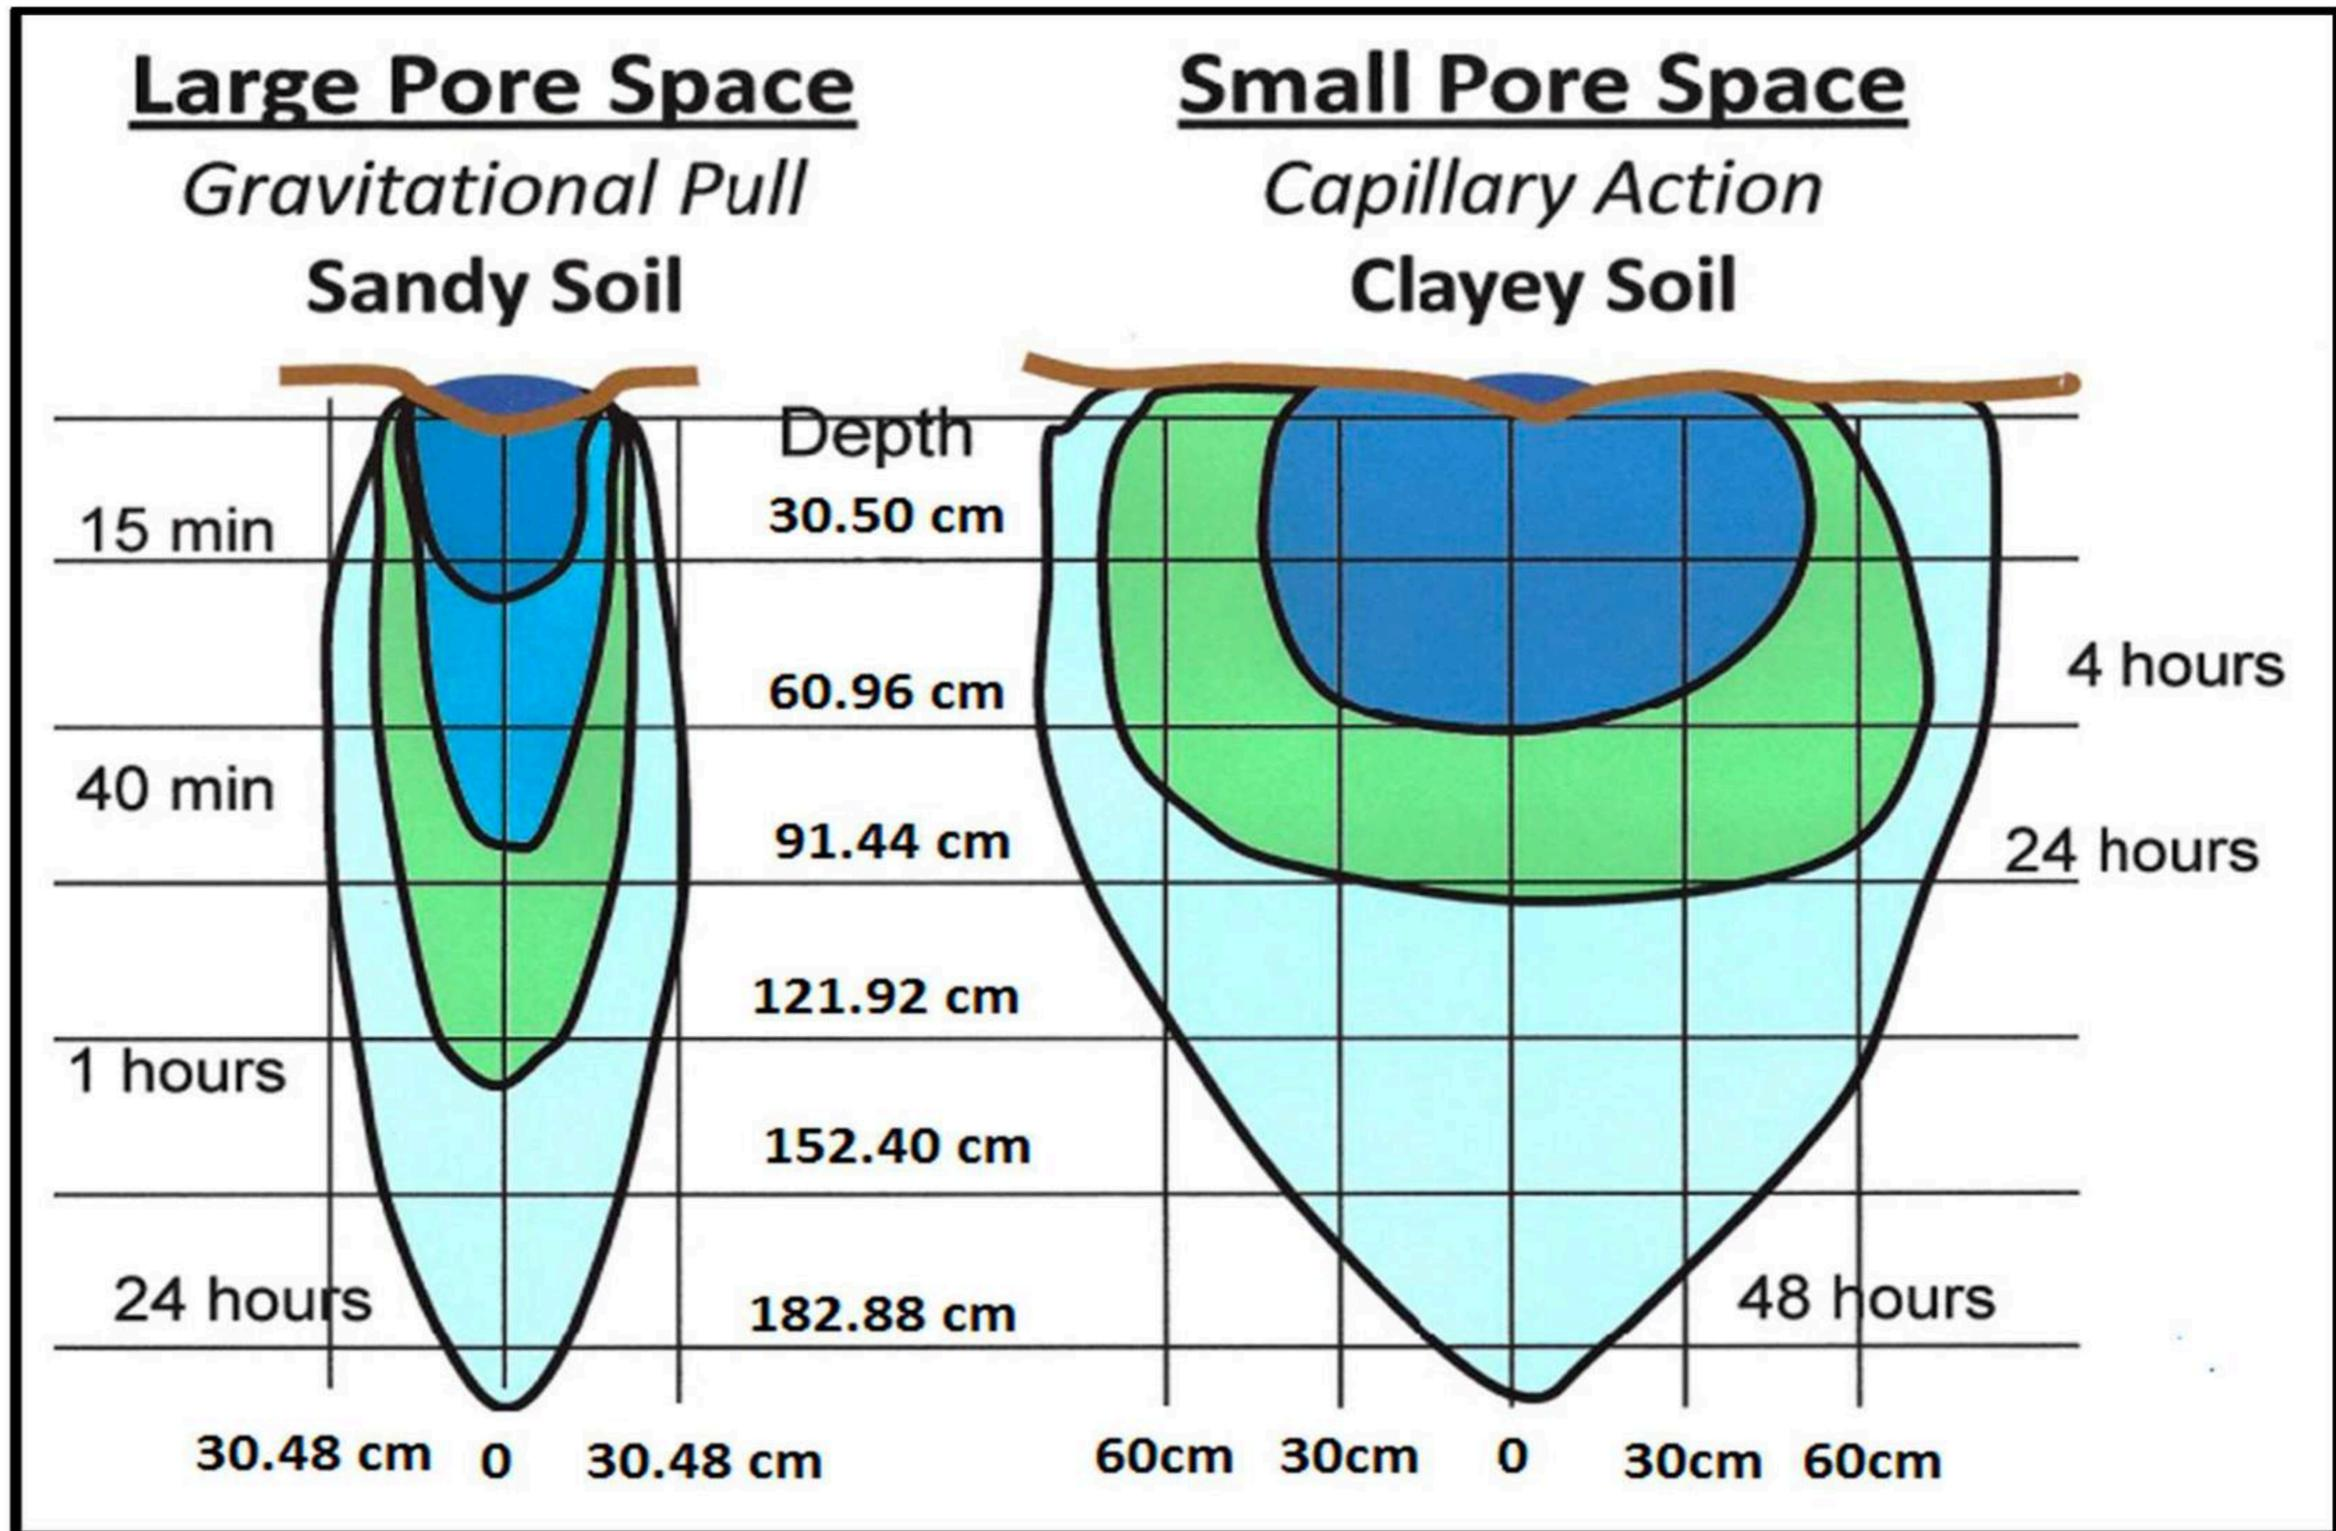 Large Pore Space
Gravitational Pull
Sandy Soil
Small Pore Space
Capillary Action
Clayey Soil
Depth
15 min
30.50 cm
60.96 cm
4 hours
40 min
91.44 cm
24 hours
121.92 cm
1 hours
152.40 cm
24 hours
182.88 cm
48 hours
30.48 cm 0 30.48 cm
60cm 30cm 0 30cm 60cm